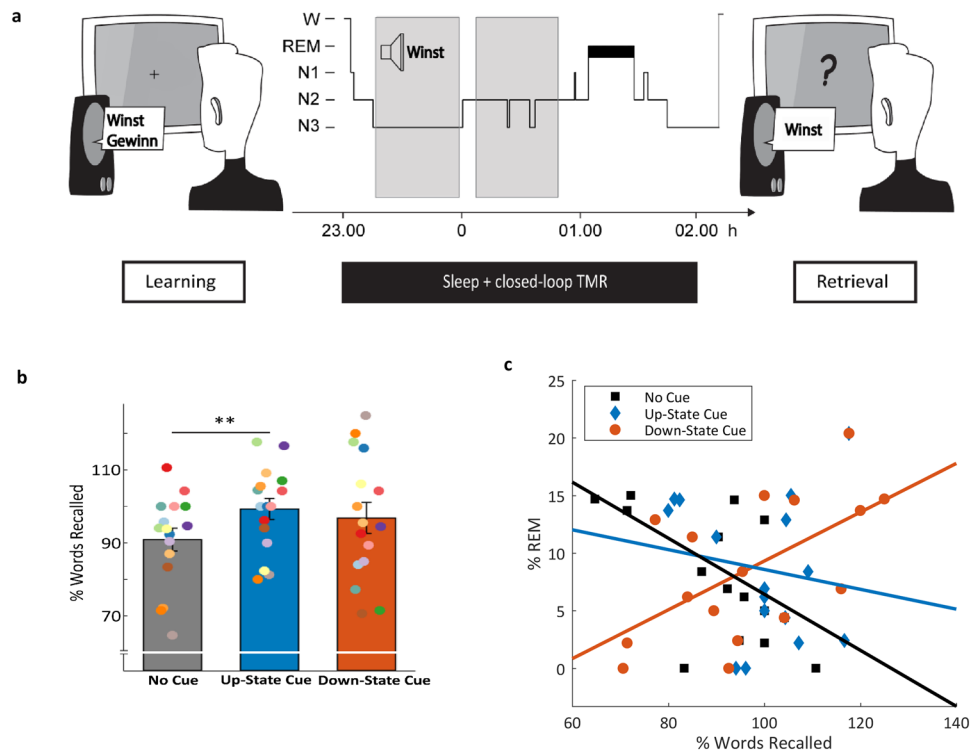 a
Winst
Gewinn
W
REM
N1
N2
N3
Winst
?
Winst
23.00 0 01.00 02.00 h
Learning
Sleep + closed-loop TMR
Retrieval
b
**
% Words Recalled
110
90
70
No Cue Up-State Cue Down-State Cue
c
No Cue
Up-State Cue
Down-State Cue
% REM
25
20
15
10
5
0
60 80 100 120 140
% Words Recalled